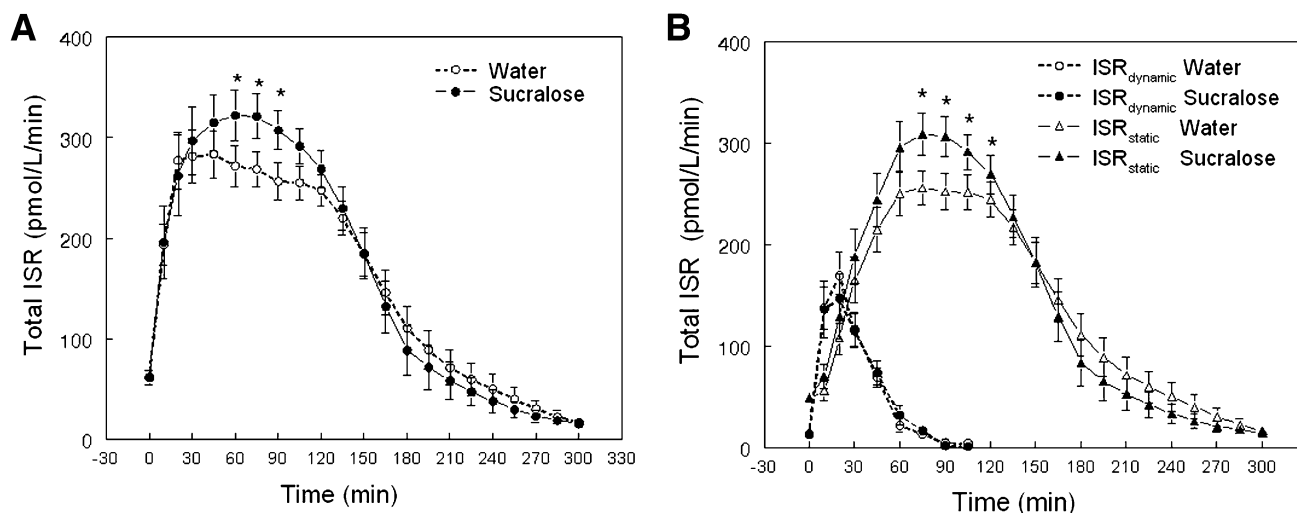 A
Total ISR (pmol/L/min)
400
300
200
100
0
* * *
Water
Sucralose
-30 0 30 60 90 120 150 180 210 240 270 300 330
Time (min)
B
Total ISR (pmol/L/min)
400
300
200
100
0
* * * *
ISRdynamic Water
ISRdynamic Sucralose
ISRstatic Water
ISRstatic Sucralose
-30 0 30 60 90 120 150 180 210 240 270 300
Time (min)